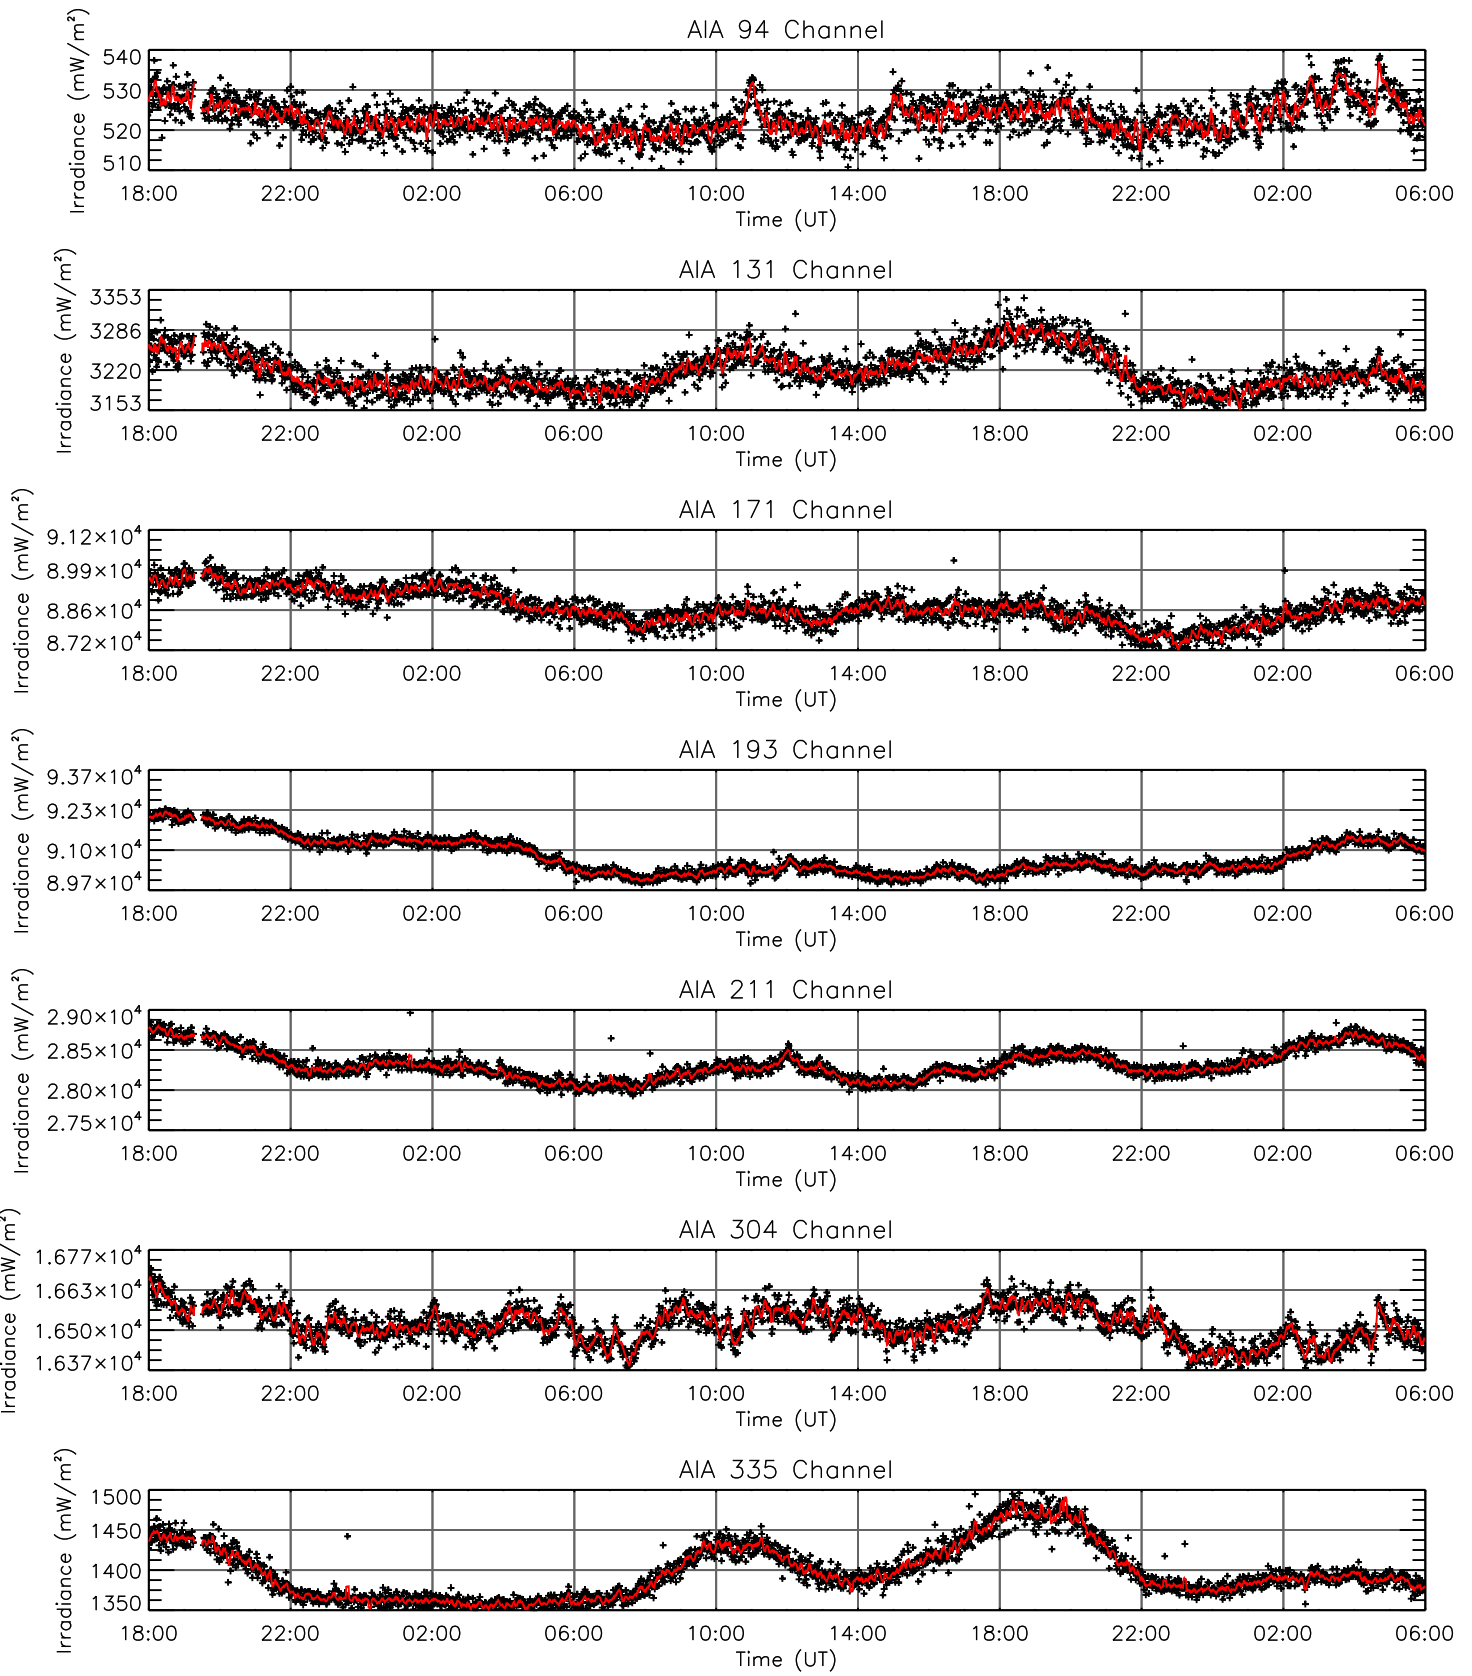 AIA 94 Channel
Irradiance (mW/m²)
540
530
520
510
18:00 22:00 02:00 06:00 10:00 14:00 18:00 22:00 02:00 06:00
Time (UT)
AIA 131 Channel
Irradiance (mW/m²)
3353
3286
3220
3153
18:00 22:00 02:00 06:00 10:00 14:00 18:00 22:00 02:00 06:00
Time (UT)
AIA 171 Channel
Irradiance (mW/m²)
9.12×10⁴
8.99×10⁴
8.86×10⁴
8.72×10⁴
18:00 22:00 02:00 06:00 10:00 14:00 18:00 22:00 02:00 06:00
Time (UT)
AIA 193 Channel
Irradiance (mW/m²)
9.37×10⁴
9.23×10⁴
9.10×10⁴
8.97×10⁴
18:00 22:00 02:00 06:00 10:00 14:00 18:00 22:00 02:00 06:00
Time (UT)
AIA 211 Channel
Irradiance (mW/m²)
2.90×10⁴
2.85×10⁴
2.80×10⁴
2.75×10⁴
18:00 22:00 02:00 06:00 10:00 14:00 18:00 22:00 02:00 06:00
Time (UT)
AIA 304 Channel
Irradiance (mW/m²)
1.677×10⁴
1.663×10⁴
1.650×10⁴
1.637×10⁴
18:00 22:00 02:00 06:00 10:00 14:00 18:00 22:00 02:00 06:00
Time (UT)
AIA 335 Channel
Irradiance (mW/m²)
1500
1450
1400
1350
18:00 22:00 02:00 06:00 10:00 14:00 18:00 22:00 02:00 06:00
Time (UT)